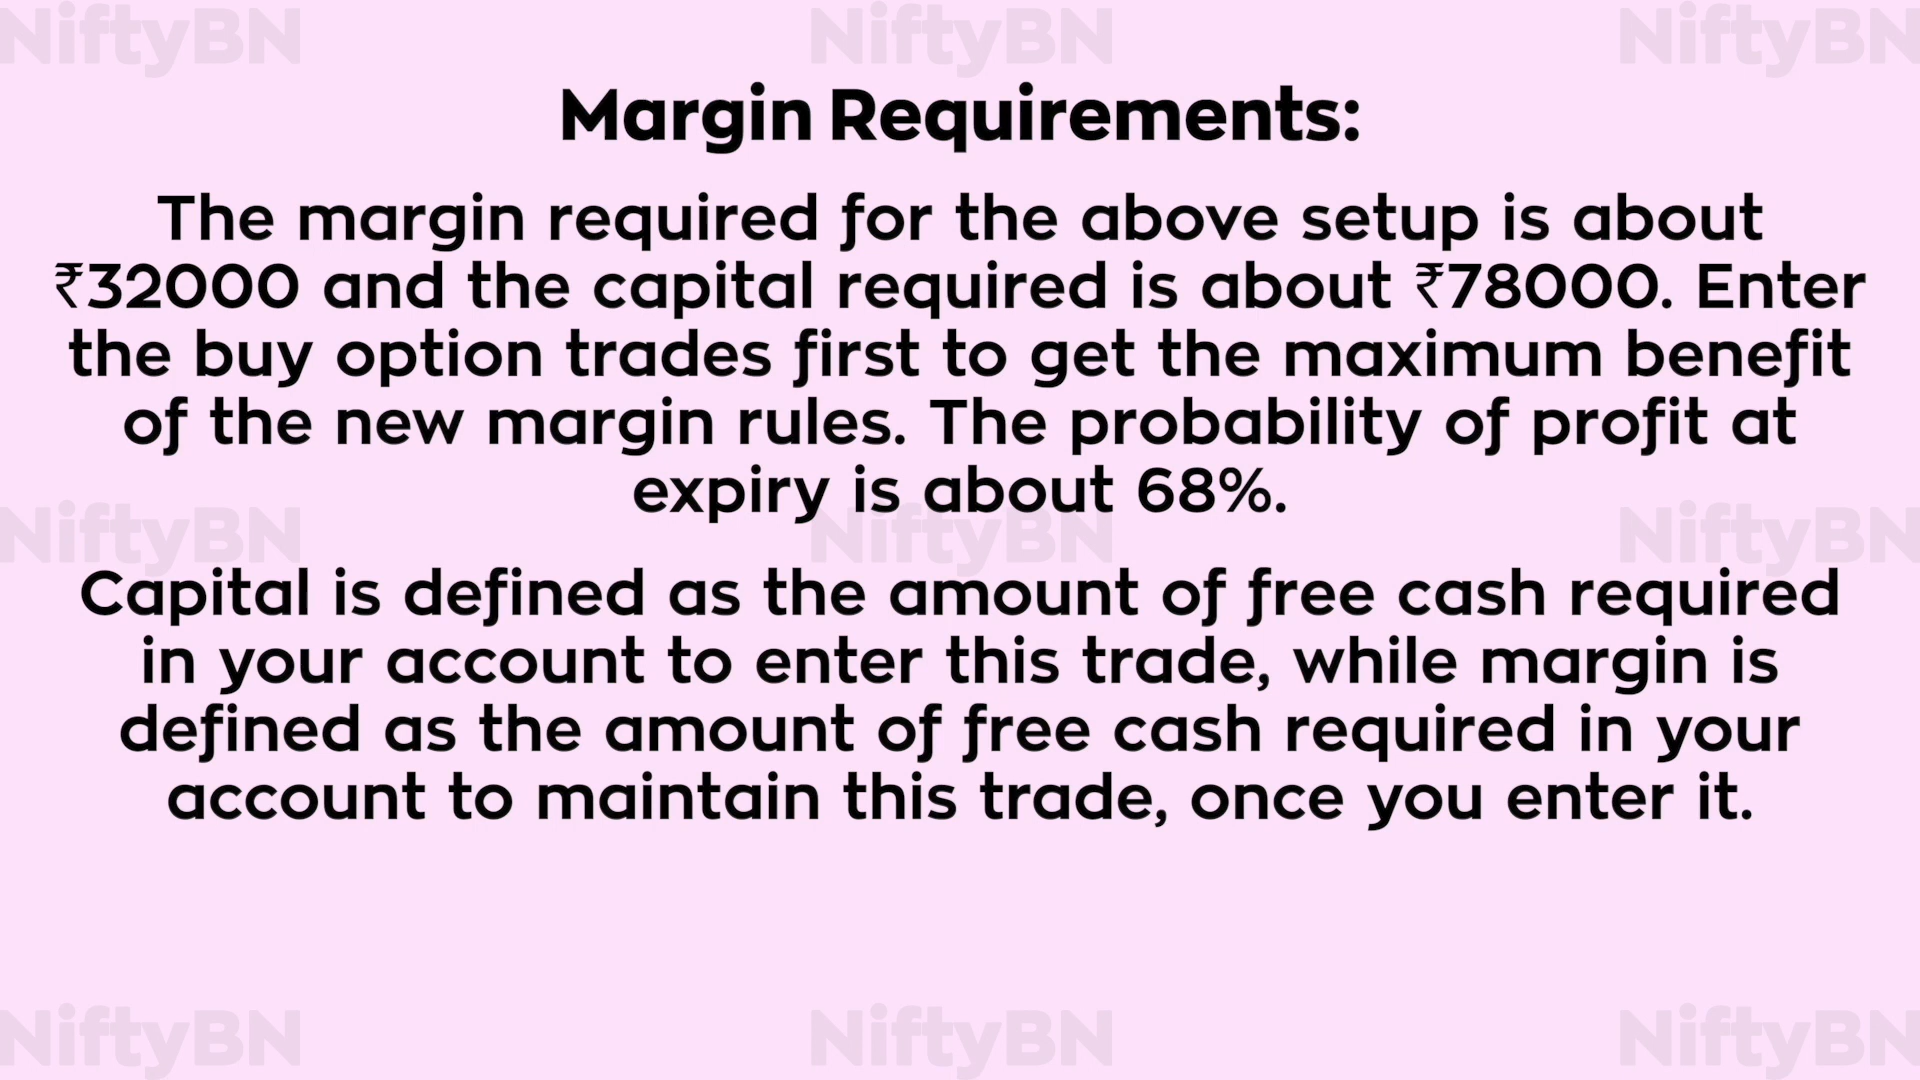 NiftyBN NiftyBN NiftyBN
Margin Requirements:
The margin required for the above setup is about
₹32000 and the capital required is about ₹78000. Enter
the buy option trades first to get the maximum benefit
of the new margin rules. The probability of profit at
expiry is about 68%.
NiftyBN NiftyBN NiftyBN
Capital is defined as the amount of free cash required
in your account to enter this trade, while margin is
defined as the amount of free cash required in your
account to maintain this trade, once you enter it.
NiftyBN NiftyBN NiftyBN